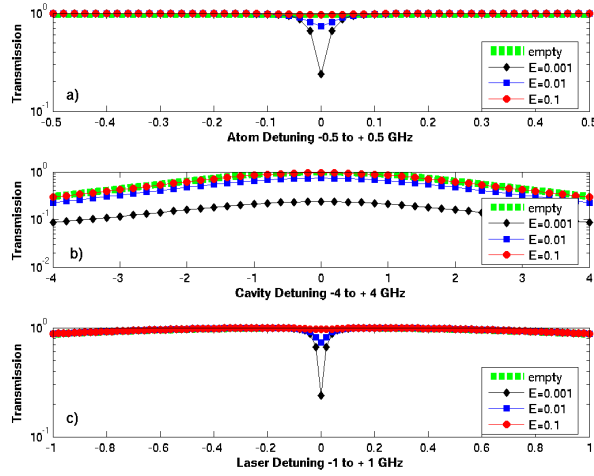 10^0
Transmission
10^-1
a)
empty
E=0.001
E=0.01
E=0.1
-0.5 -0.4 -0.3 -0.2 -0.1 0 0.1 0.2 0.3 0.4 0.5
Atom Detuning -0.5 to + 0.5 GHz
10^0
Transmission
10^-1
10^-2
b)
empty
E=0.001
E=0.01
E=0.1
-4 -3 -2 -1 0 1 2 3 4
Cavity Detuning -4 to + 4 GHz
10^0
Transmission
10^-1
c)
empty
E=0.001
E=0.01
E=0.1
-1 -0.8 -0.6 -0.4 -0.2 0 0.2 0.4 0.6 0.8 1
Laser Detuning -1 to + 1 GHz